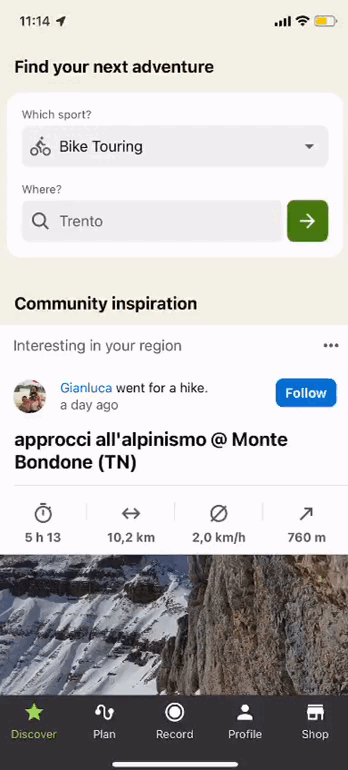 11:14
Find your next adventure
Which sport?
Bike Touring
Where?
Trento
Community inspiration
Interesting in your region
Gianluca went for a hike.
a day ago
Follow
approcci all'alpinismo @ Monte
Bondone (TN)
5 h 13
10,2 km
2,0 km/h
760 m
Discover
Plan
Record
Profile
Shop